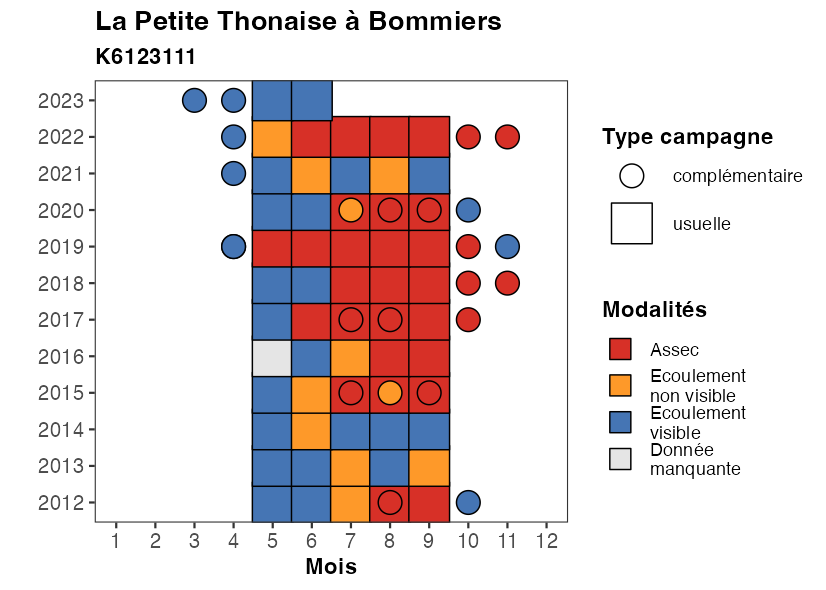 La Petite Thonaise à Bommiers
K6123111
2023
2022
2021
2020
2019
2018
2017
2016
2015
2014
2013
2012
1 2 3 4 5 6 7 8 9 10 11 12
Mois
Type campagne
complémentaire
usuelle
Modalités
Assec
Ecoulement
non visible
Ecoulement
visible
Donnée
manquante